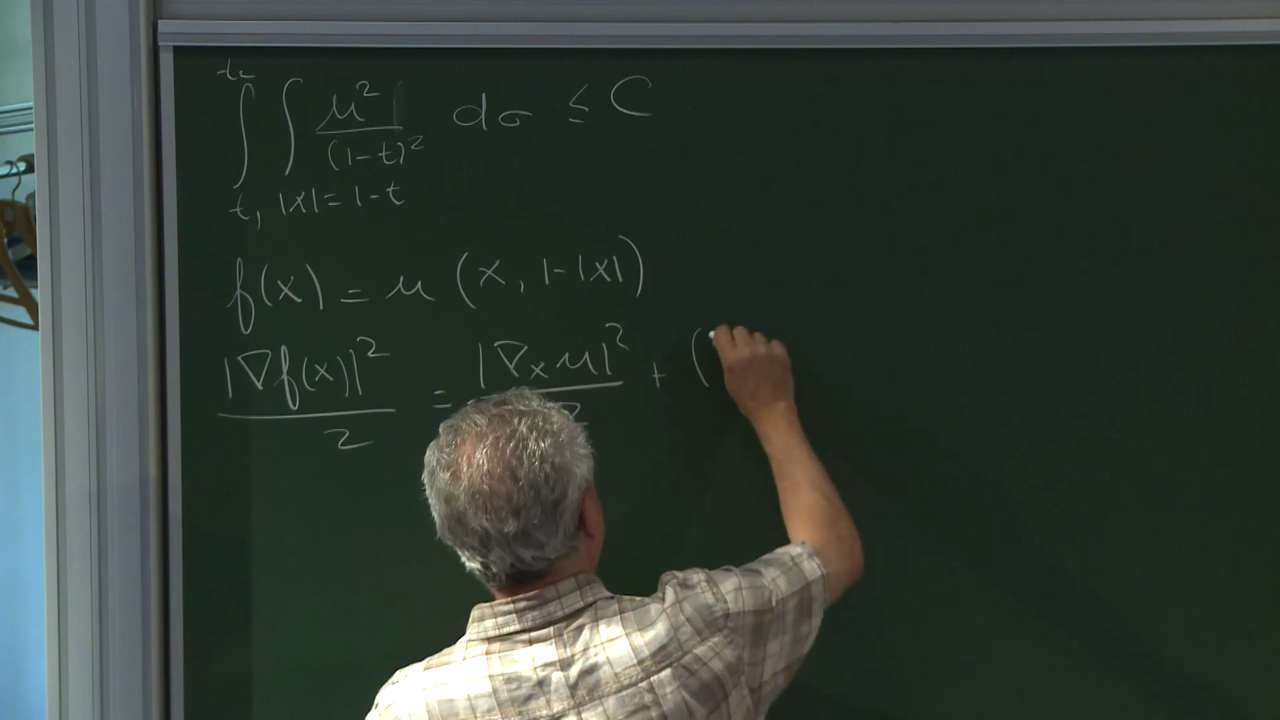 ∫_{t₁, |x|=1-t}^{t₂} ∫ u²/(1-t)² dσ ≤ C
f(x) = u (x, 1-|x|)
|∇f(x)|²/2 = |∇ₓu|²/2 + (